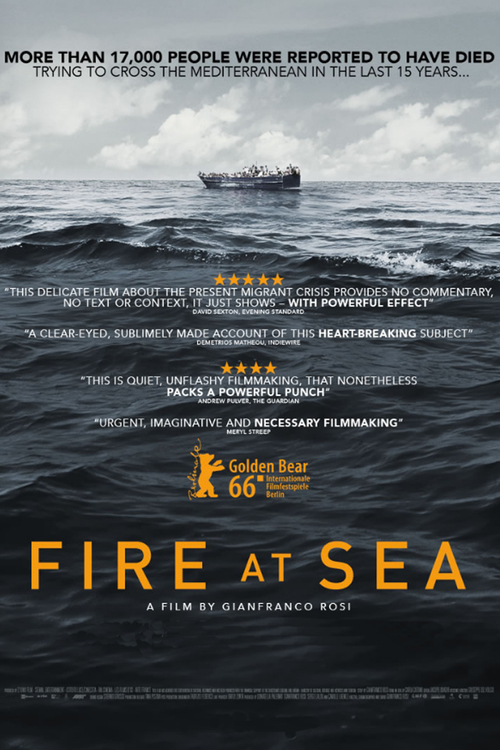 MORE THAN 17,000 PEOPLE WERE REPORTED TO HAVE DIED
TRYING TO CROSS THE MEDITERRANEAN IN THE LAST 15 YEARS...
"THIS DELICATE FILM ABOUT THE PRESENT MIGRANT CRISIS PROVIDES NO COMMENTARY,
NO TEXT OR CONTEXT, IT JUST SHOWS – WITH POWERFUL EFFECT"
DAVID SEXTON, EVENING STANDARD
"A CLEAR-EYED, SUBLIMELY MADE ACCOUNT OF THIS HEART-BREAKING SUBJECT"
DEMETRIOS MATHEOU, INDIEWIRE
"THIS IS QUIET, UNFLASHY FILMMAKING, THAT NONETHELESS
PACKS A POWERFUL PUNCH"
ANDREW PULVER, THE GUARDIAN
"URGENT, IMAGINATIVE AND NECESSARY FILMMAKING"
MERYL STREEP
Berlinale
Golden Bear
66 Internationale
Filmfestspiele
Berlin
FIRE AT SEA
A FILM BY GIANFRANCO ROSI